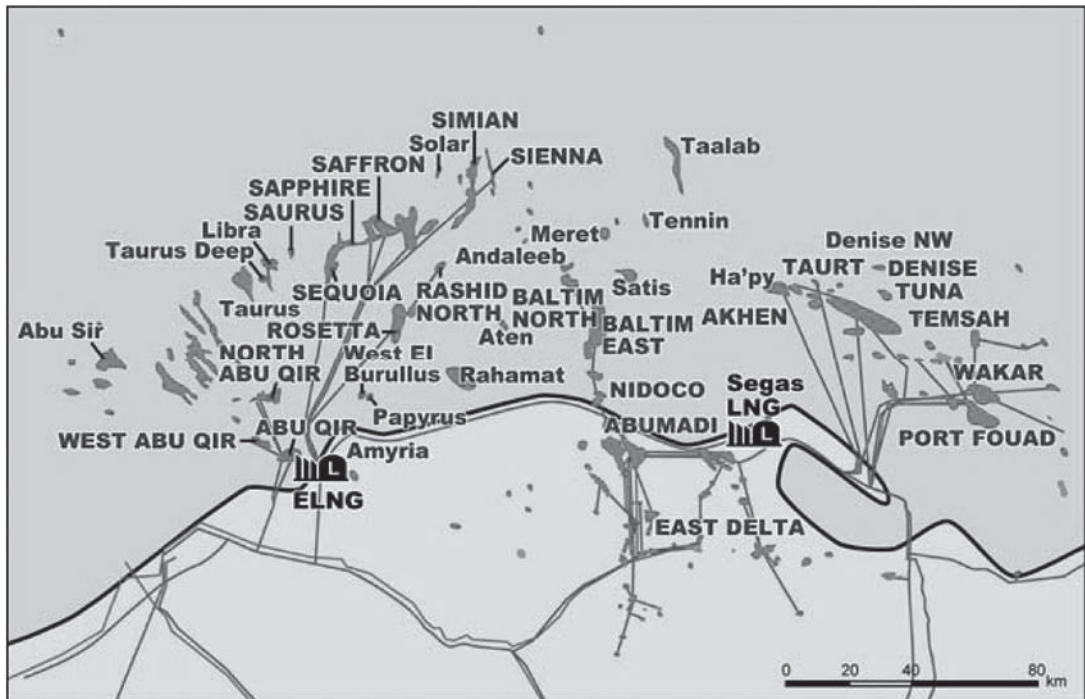 SIMIAN
Solar
SIENNA
SAFFRON
SAPPHIRE
SAURUS
Libra
Taurus Deep
Taurus
SEQUOIA
ROSETTA
RASHID
NORTH
Andaleeb
Meret
Taalab
Tennin
Satis
BALTIM
NORTH
BALTIM
EAST
Aten
Denise NW
Ha'py
TAURT
DENISE
TUNA
AKHEN
TEMSAH
WAKAR
PORT FOUAD
Abu Sir
NORTH
ABU QIR
West El
Burullus
Rahamat
Papyrus
NIDOCO
Segas
LNG
ABUMADI
WEST ABU QIR
ABU QIR
Amyria
L
L
ELNG
EAST DELTA
0 20 40 80
km